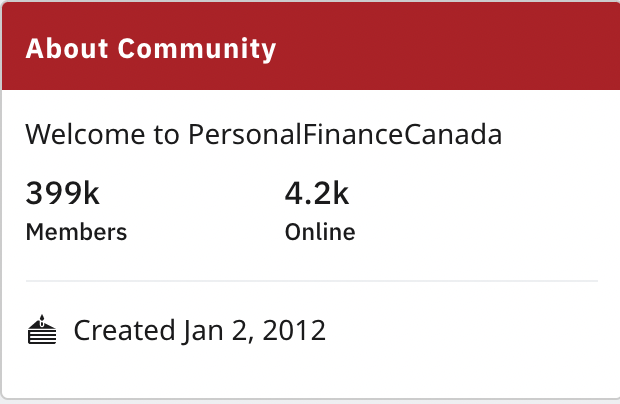 About Community
Welcome to PersonalFinanceCanada
399k 4.2k
Members Online
Created Jan 2, 2012